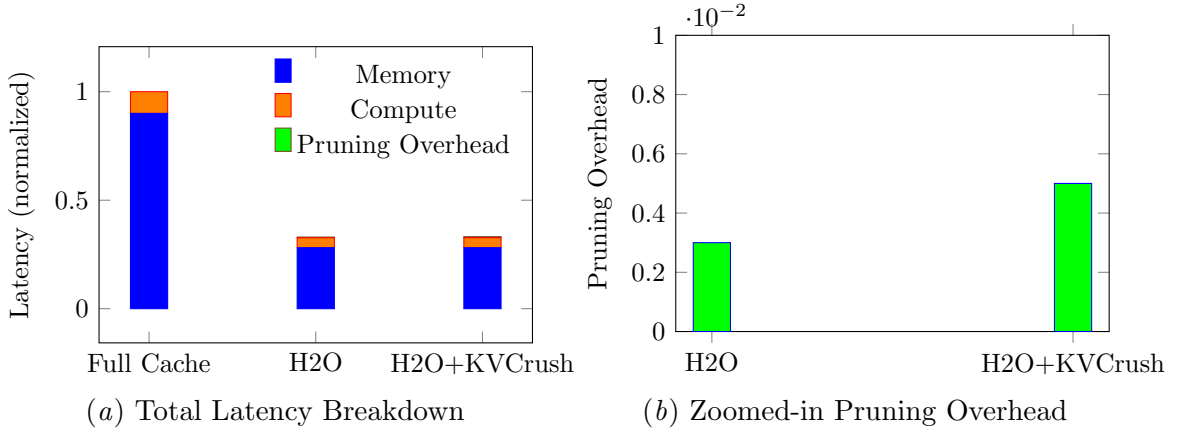 Latency (normalized)
1
0.5
0
Memory
Compute
Pruning Overhead
Full Cache
H2O
H2O+KVCrush
(a) Total Latency Breakdown
·10⁻²
Pruning Overhead
1
0.8
0.6
0.4
0.2
0
H2O
H2O+KVCrush
(b) Zoomed-in Pruning Overhead